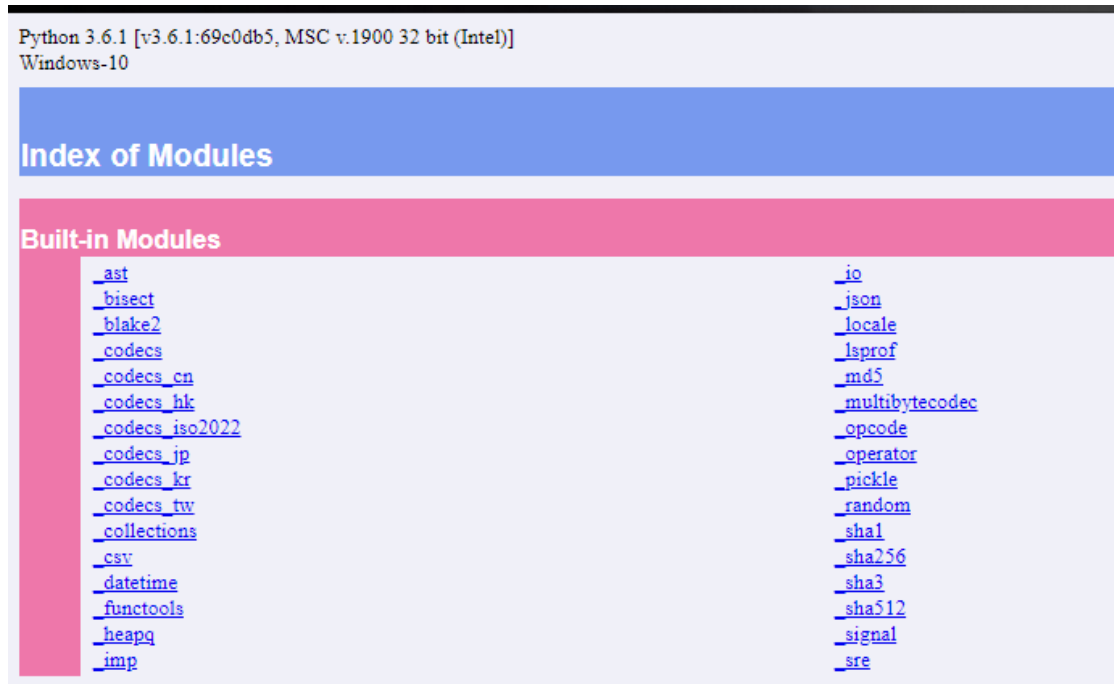 Python 3.6.1 [v3.6.1:69c0db5, MSC v.1900 32 bit (Intel)]
Windows-10
Index of Modules
Built-in Modules
_ast
_bisect
_blake2
_codecs
_codecs_cn
_codecs_hk
_codecs_iso2022
_codecs_jp
_codecs_kr
_codecs_tw
_collections
_csv
_datetime
_functools
_heapq
_imp
_io
_json
_locale
_lsprof
_md5
_multibytecodec
_opcode
_operator
_pickle
_random
_sha1
_sha256
_sha3
_sha512
_signal
_sre